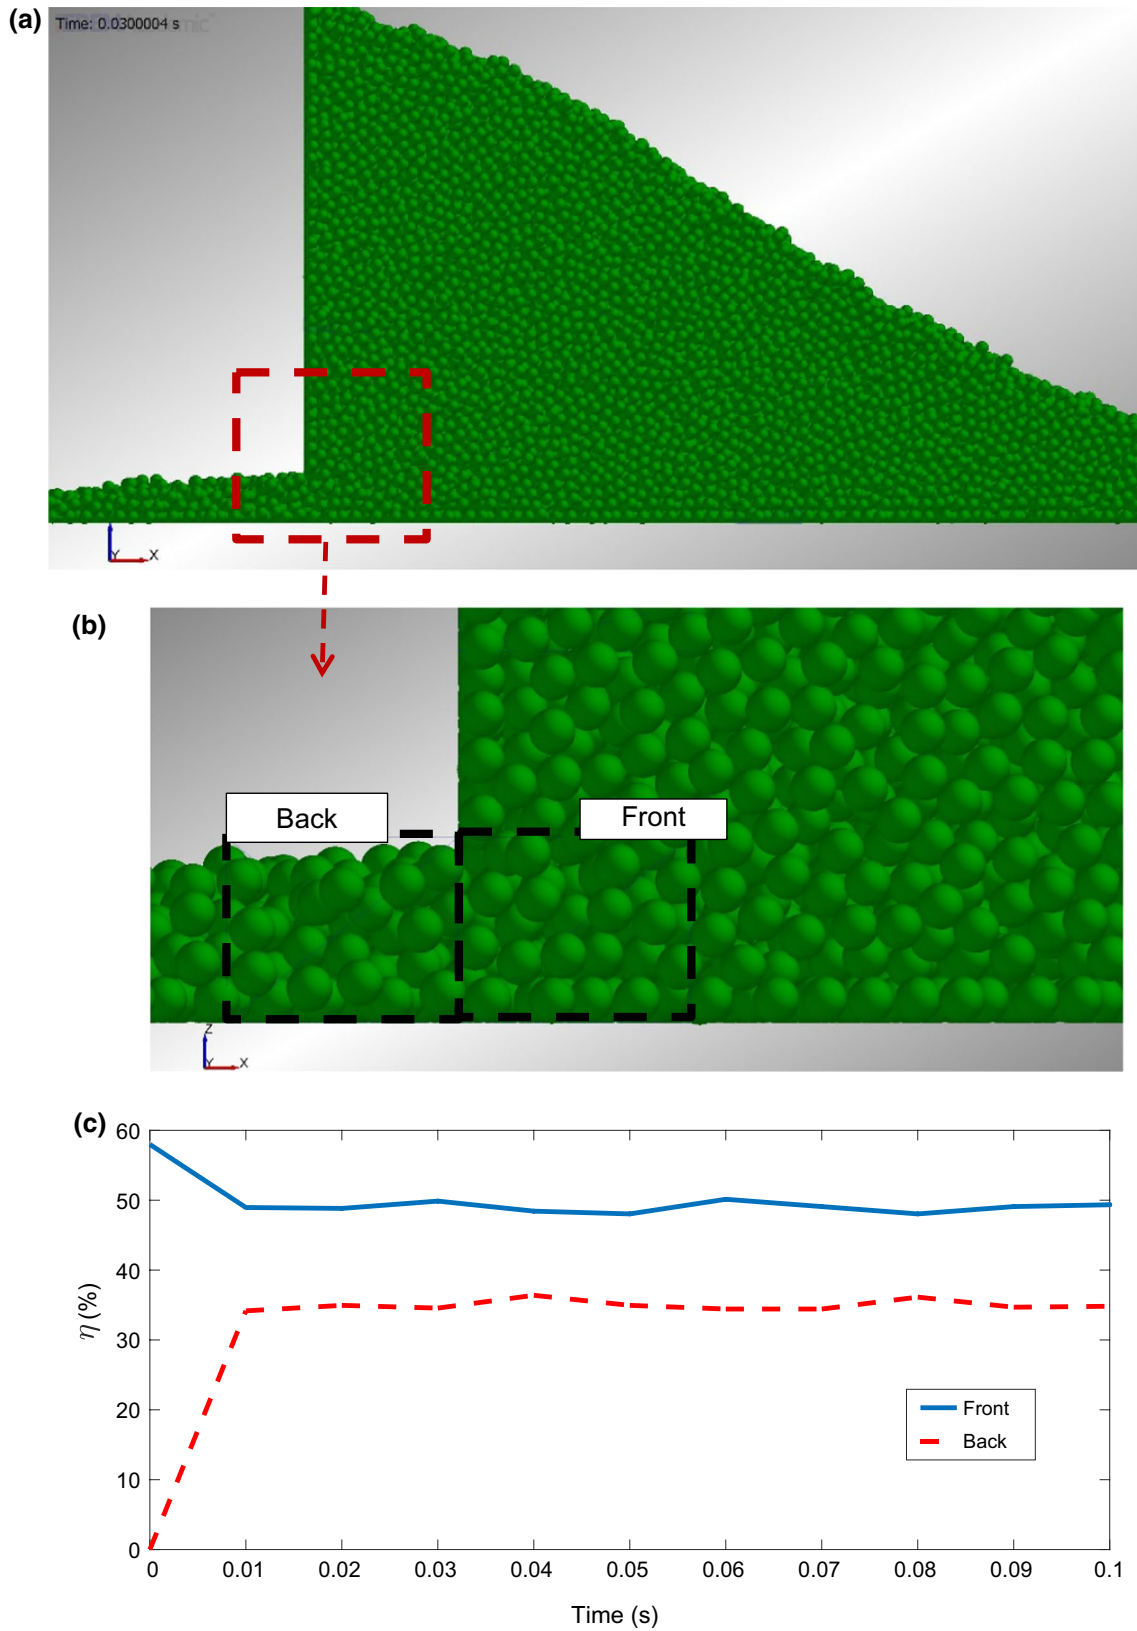 (a)
Time: 0.0300004 s
Y X
(b)
Back
Front
Z
Y X
(c)
60
50
40
30
20
10
0
η (%)
Front
Back
0 0.01 0.02 0.03 0.04 0.05 0.06 0.07 0.08 0.09 0.1
Time (s)